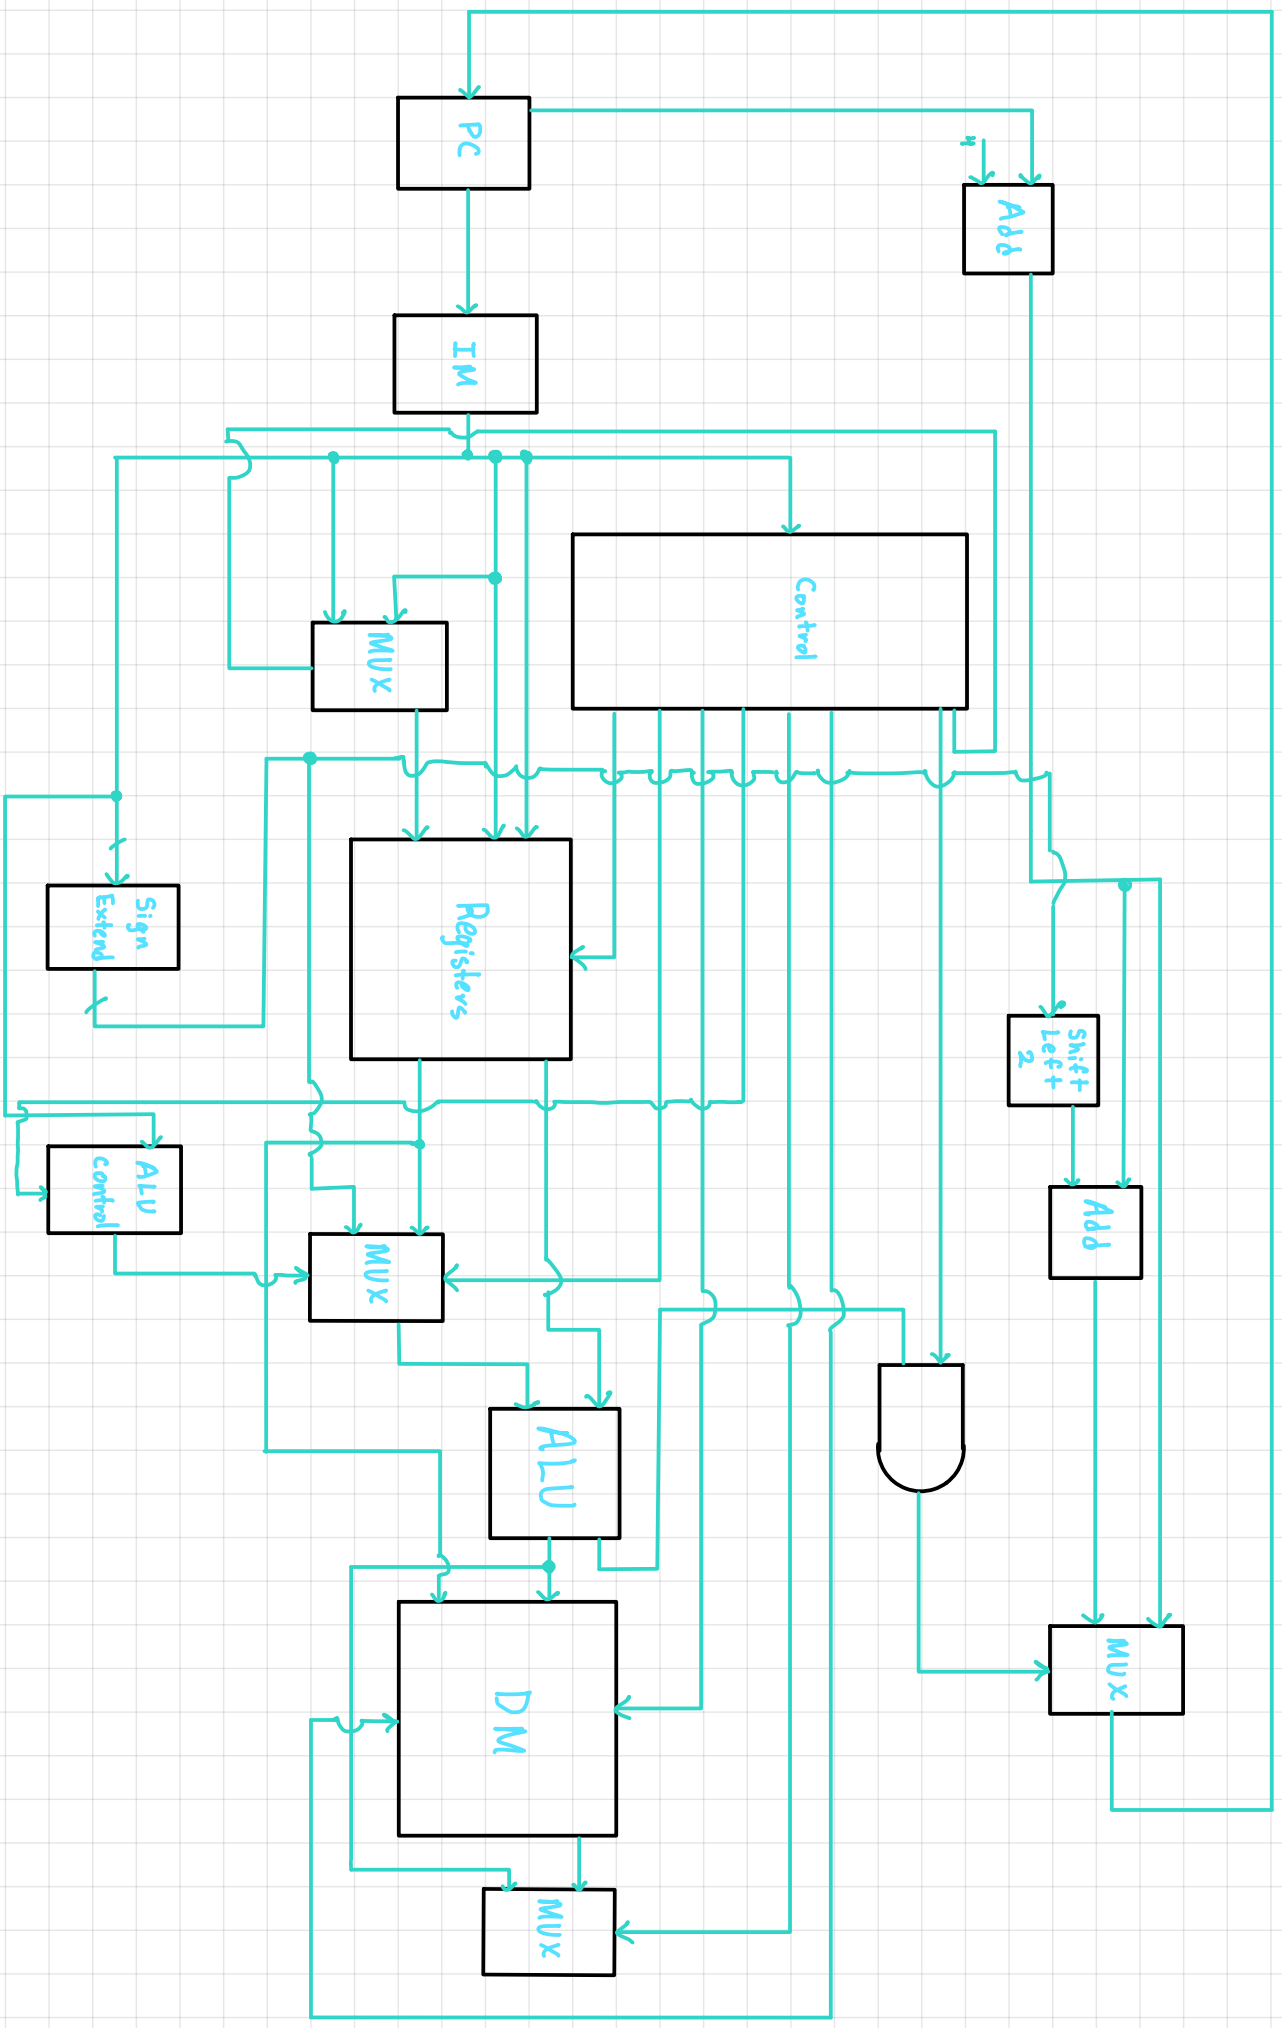 PC
Add
IM
Control
MUX
Sign
Extend
Registers
Shift
Left
2
ALU
control
Add
MUX
ALU
MUX
DM
MUX